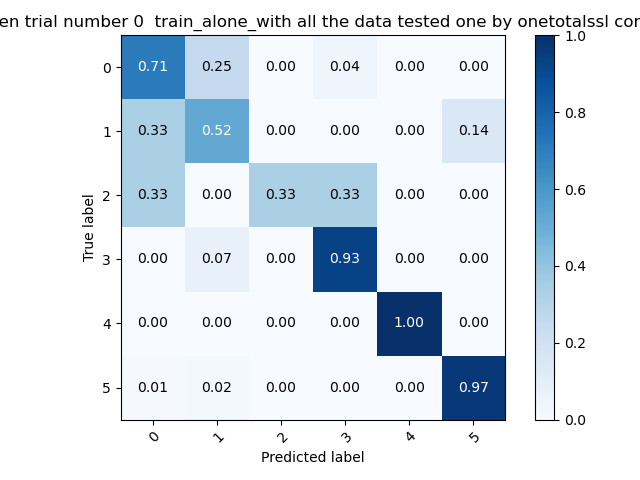 en trial number 0  train_alone_with all the data tested one by onetotalssl con
0 0.71 0.25 0.00 0.04 0.00 0.00
1 0.33 0.52 0.00 0.00 0.00 0.14
2 0.33 0.00 0.33 0.33 0.00 0.00
3 0.00 0.07 0.00 0.93 0.00 0.00
4 0.00 0.00 0.00 0.00 1.00 0.00
5 0.01 0.02 0.00 0.00 0.00 0.97
0 1 2 3 4 5
True label
Predicted label
1.0
0.8
0.6
0.4
0.2
0.0